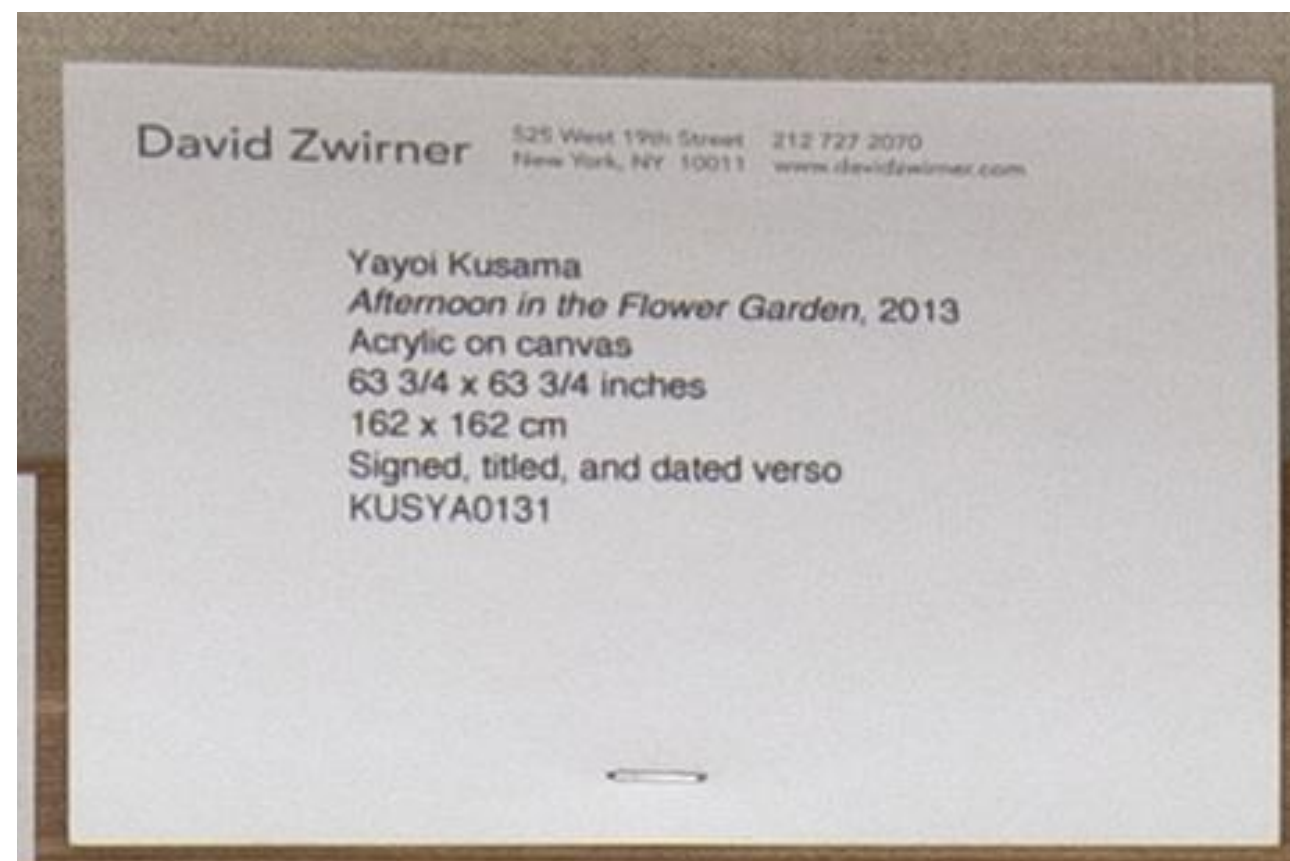 David Zwirner
525 West 19th Street 212 727 2070
New York, NY 10011 www.davidzwirner.com
Yayoi Kusama
Afternoon in the Flower Garden, 2013
Acrylic on canvas
63 3/4 x 63 3/4 inches
162 x 162 cm
Signed, titled, and dated verso
KUSYA0131